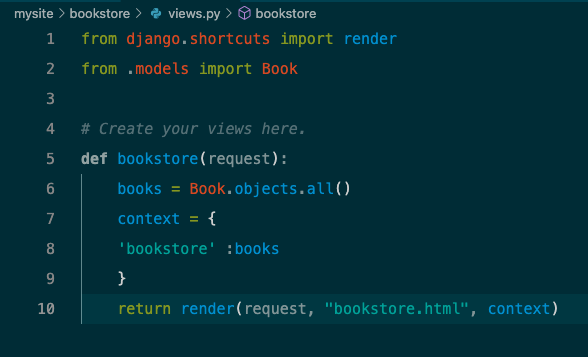 mysite > bookstore > views.py > bookstore
1 from django.shortcuts import render
2 from .models import Book
3
4 # Create your views here.
5 def bookstore(request):
6     books = Book.objects.all()
7     context = {
8     'bookstore' :books
9     }
10     return render(request, "bookstore.html", context)